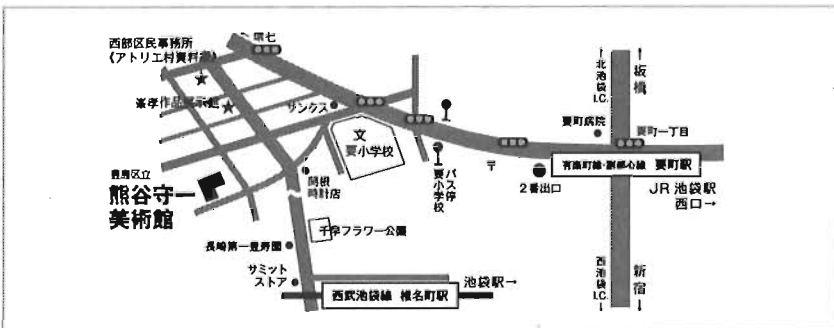 環七
西部区民事務所
(アトリエ村資料室)
峯孝作品展示館
サンクス
文
要小学校
豊島区立
熊谷守一
美術館
関根
時計店
バス停
要小学校
〒
2番出口
要町病院
要町一丁目
有楽町線・副都心線 要町駅
JR 池袋駅
西口→
←北池袋I.C.
→板橋
←西池袋I.C.
新宿→
千早フラワー公園
長崎第一豊寿園
サミット
ストア
西武池袋線 椎名町駅
池袋駅→